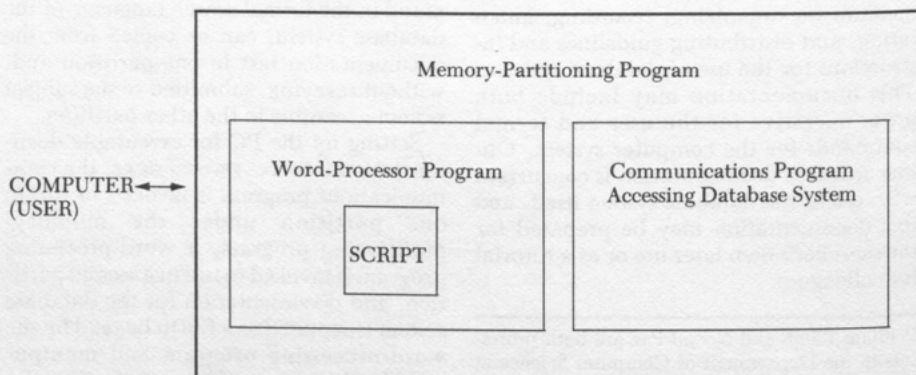 Memory-Partitioning Program
Word-Processor Program
Communications Program
Accessing Database System
COMPUTER
(USER)
SCRIPT